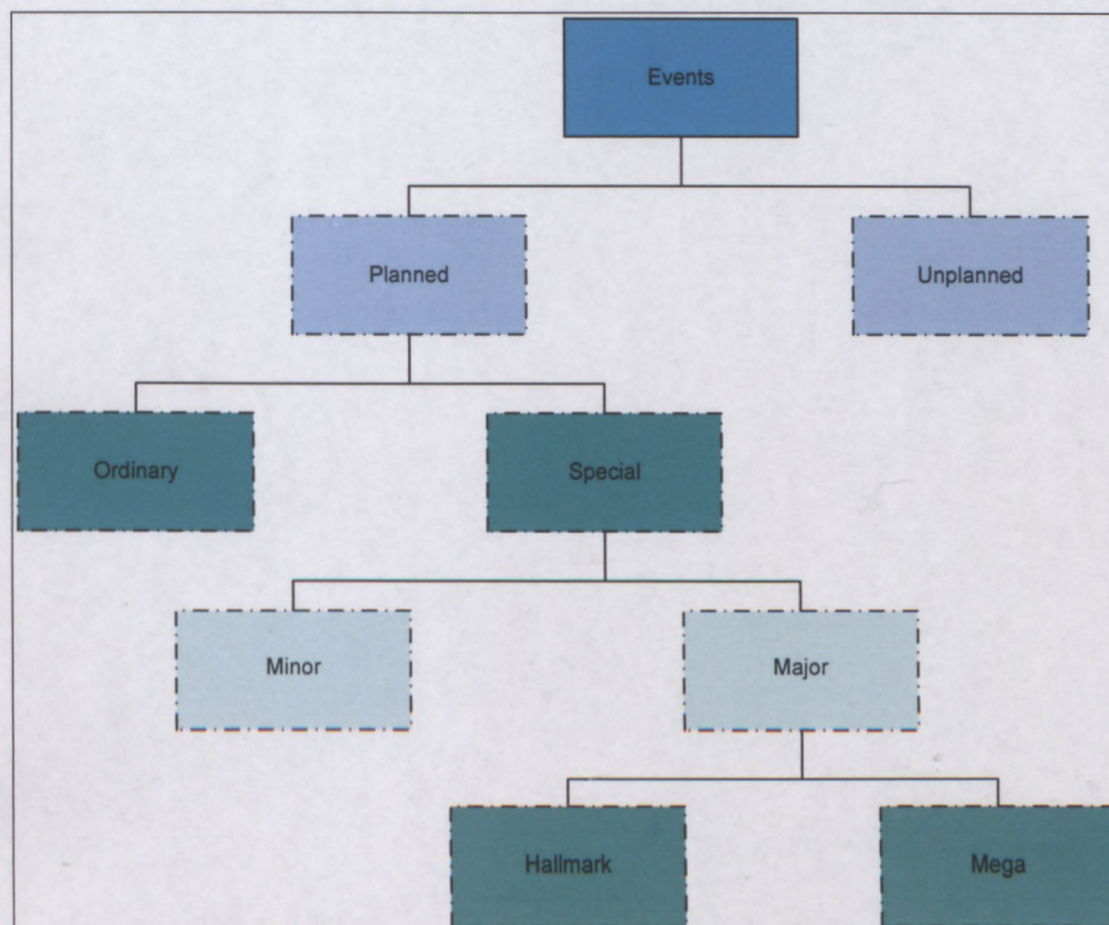 Events
Planned
Unplanned
Ordinary
Special
Minor
Major
Hallmark
Mega